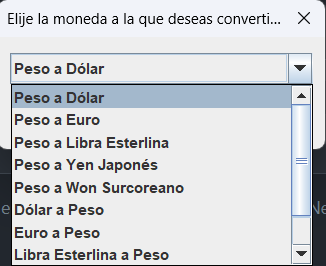 Elije la moneda a la que deseas converti...
Peso a Dólar
Peso a Dólar
Peso a Euro
Peso a Libra Esterlina
Peso a Yen Japonés
Peso a Won Surcoreano
Dólar a Peso
Euro a Peso
Libra Esterlina a Peso